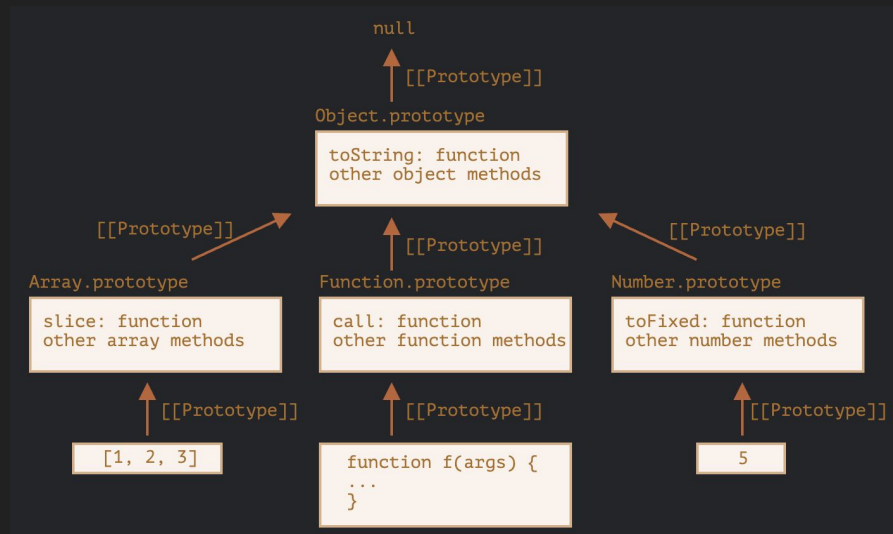 null
[[Prototype]]
Object.prototype
toString: function
other object methods
[[Prototype]]
[[Prototype]]
[[Prototype]]
Array.prototype
slice: function
other array methods
Function.prototype
call: function
other function methods
Number.prototype
toFixed: function
other number methods
[[Prototype]]
[[Prototype]]
[[Prototype]]
[1, 2, 3]
function f(args) {
...
}
5